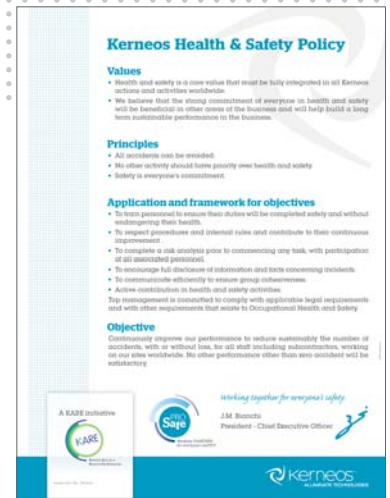 Kerneos Health & Safety Policy
Values
• Health and safety is a core value that must be fully integrated in all Kerneos
actions and activities worldwide.
• We believe that the strong commitment of everyone in health and safety
will be beneficial in other areas of the business and will help build a long
term sustainable performance in the business.
Principles
• All accidents can be avoided.
• No other activity should have priority over health and safety.
• Safety is everyone's commitment.
Application and framework for objectives
• To train personnel to ensure their duties will be completed safely and without
endangering their health.
• To respect procedures and internal rules and contribute to their continuous
improvement .
• To complete a risk analysis prior to commencing any task, with participation
of all associated personnel.
• To encourage full disclosure of information and facts concerning incidents.
• To communicate efficiently to ensure group cohesiveness.
• Active contribution in health and safety activities.
Top management is committed to comply with applicable legal requirements
and with other requirements that relate to Occupational Health and Safety.
Objective
Continuously improve our performance to reduce sustainably the number of
accidents, with or without loss, for all staff including subcontractors, working
on our sites worldwide. No other performance other than zero accident will be
satisfactory.
Working together for everyone's safety.
J.M. Bianchi
President - Chief Executive Officer
A KARE initiative
KARE
PRO
Safe
Kerneos
ALUMINATE TECHNOLOGIES